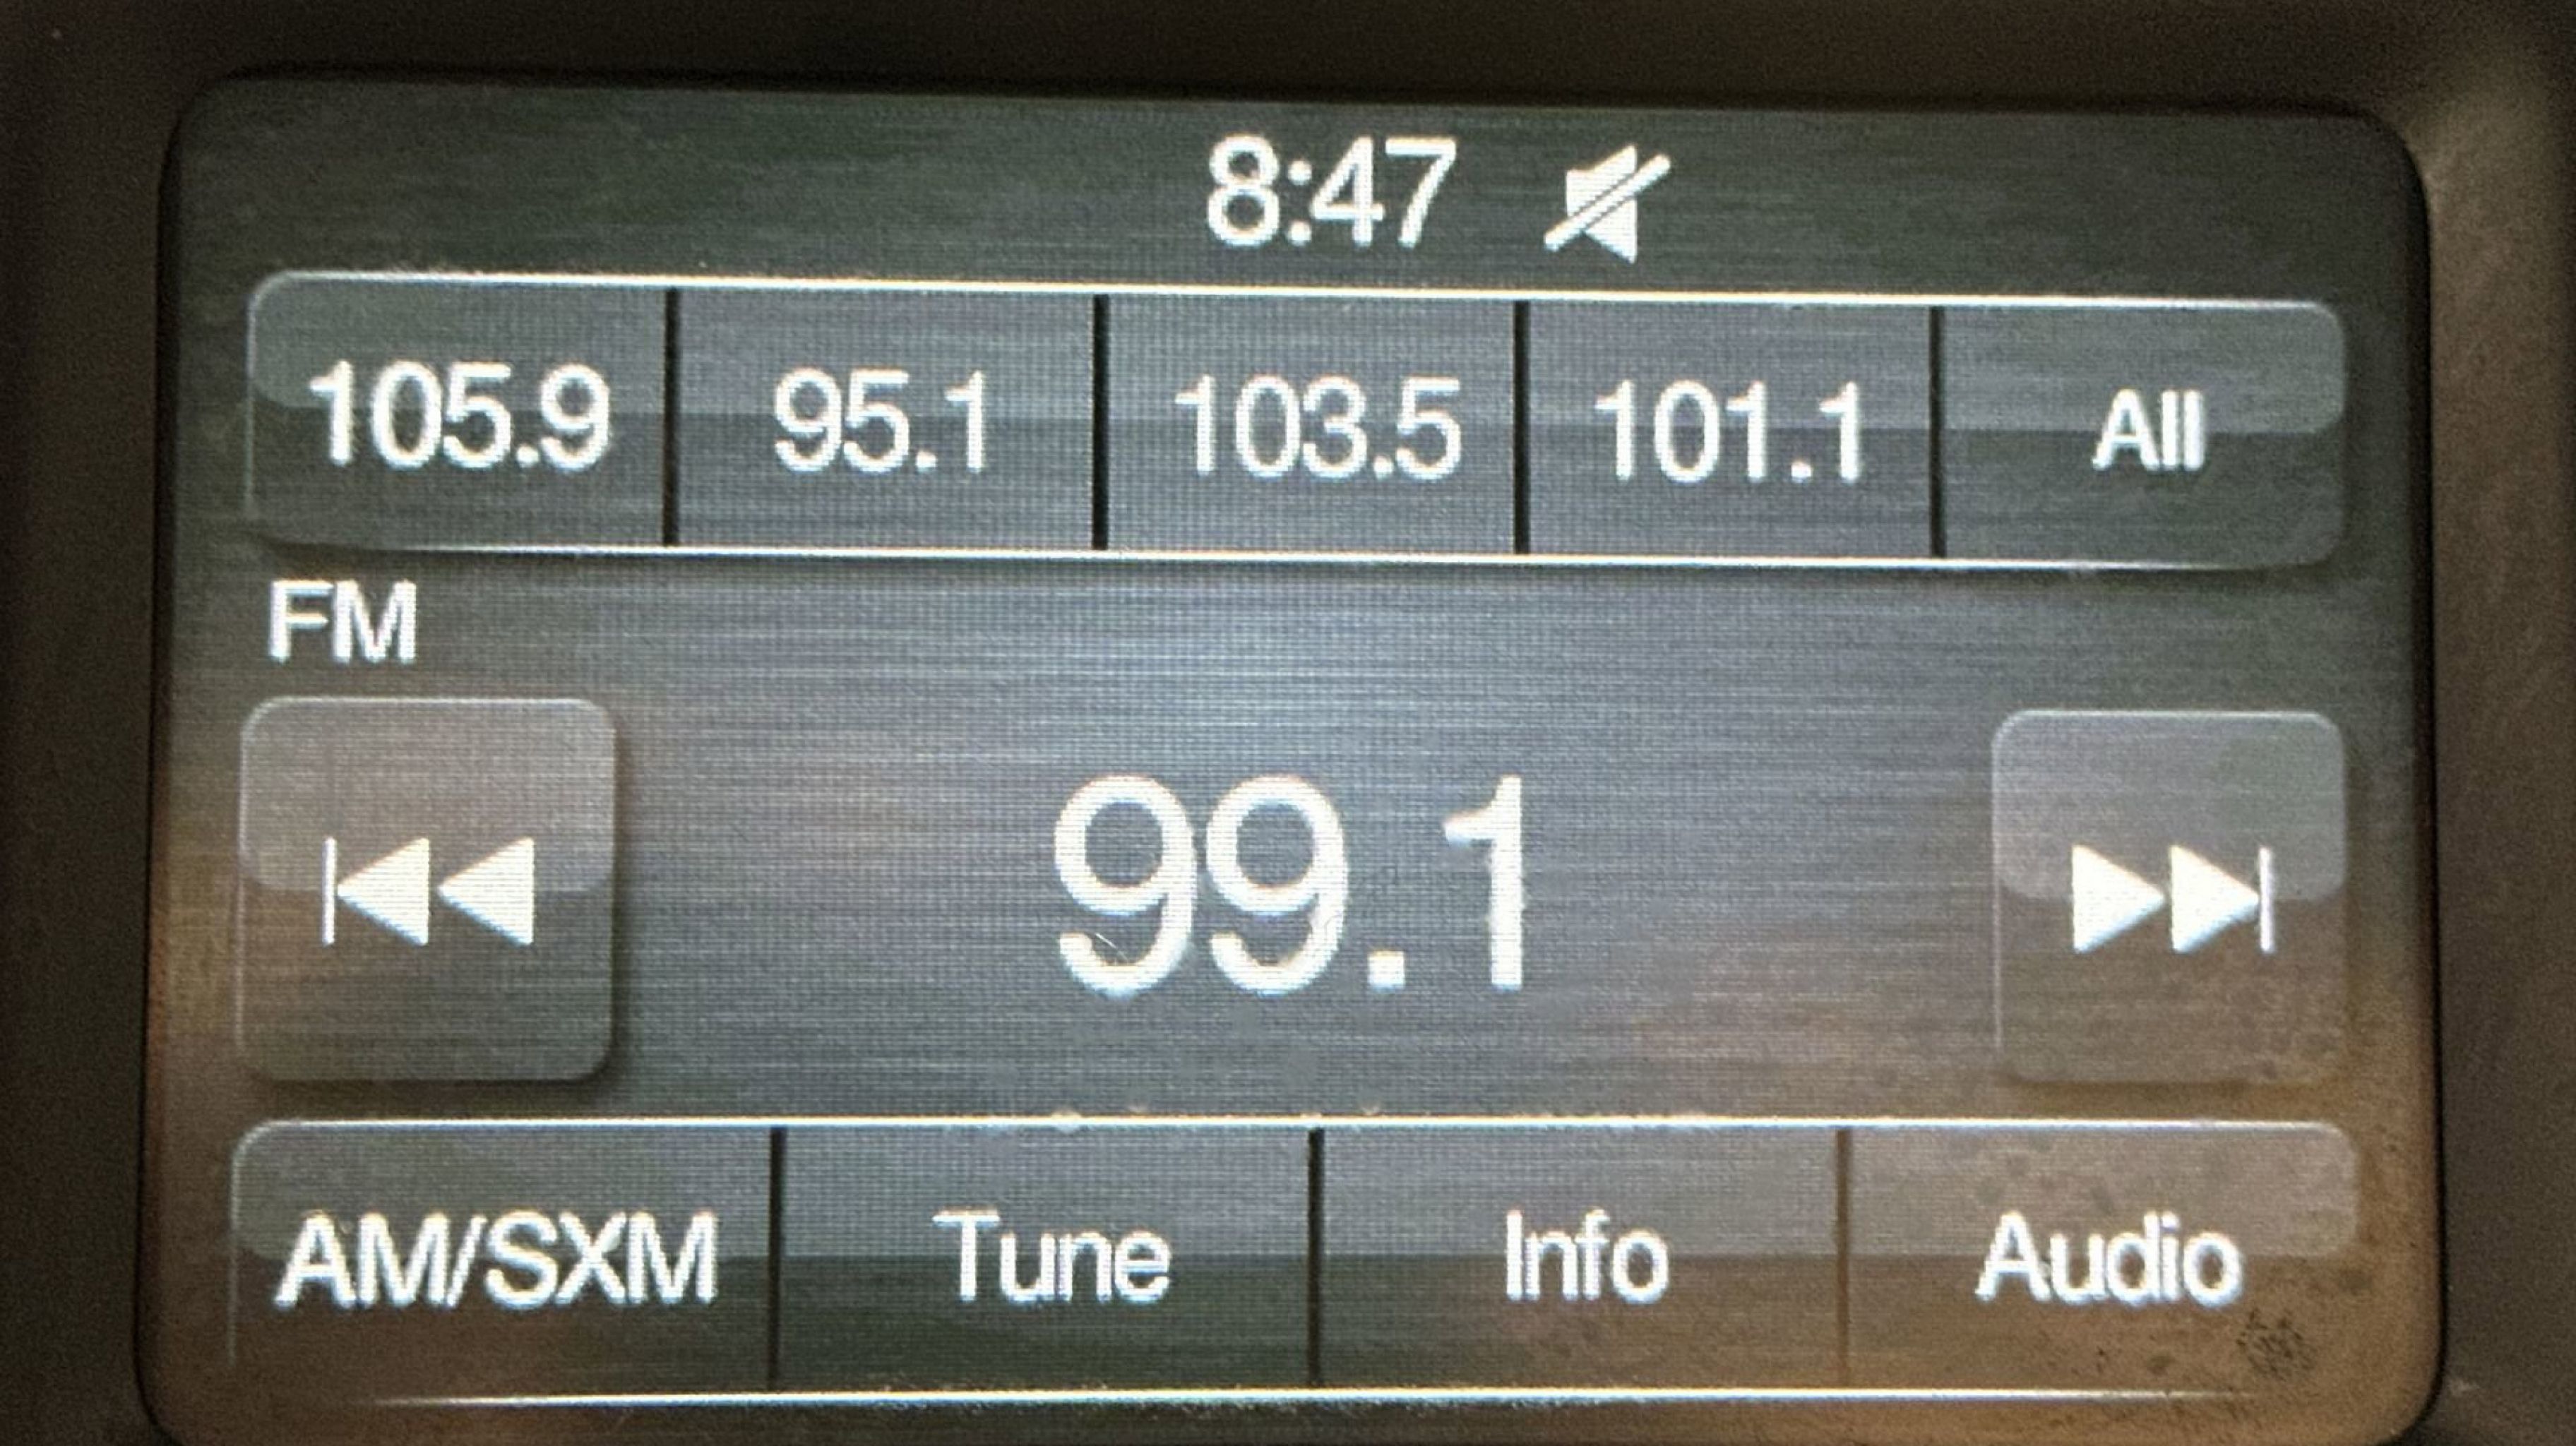 8:47
105.9 95.1 103.5 101.1 All
FM
99.1
AM/SXM Tune Info Audio